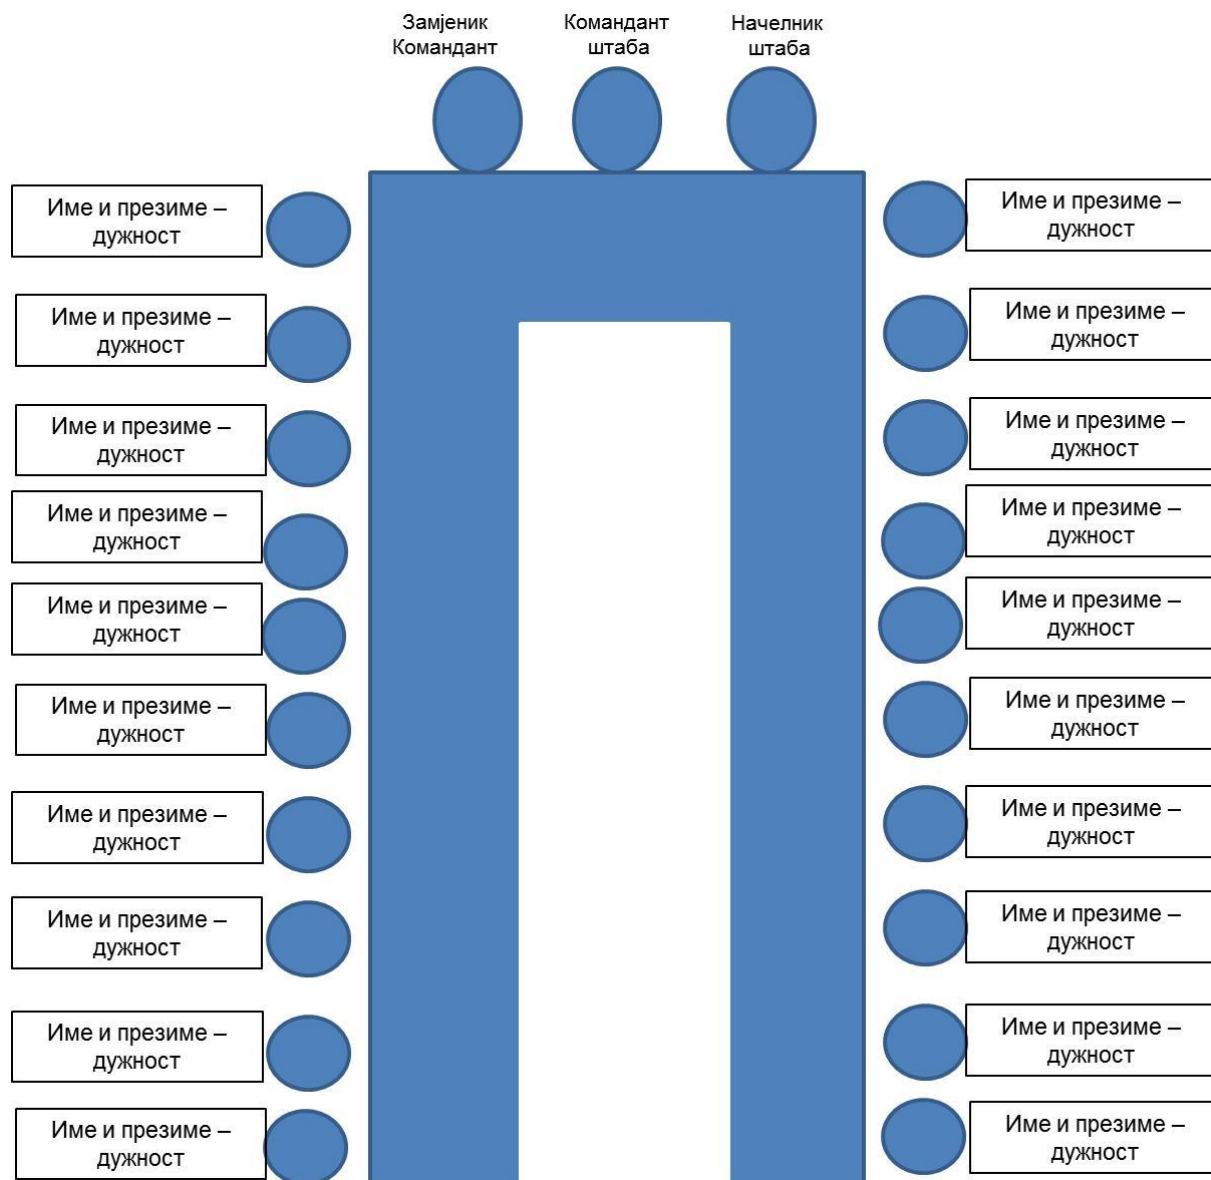 Замјеник
Командант
Командант
штаба
Начелник
штаба
Име и презиме –
дужност
Име и презиме –
дужност
Име и презиме –
дужност
Име и презиме –
дужност
Име и презиме –
дужност
Име и презиме –
дужност
Име и презиме –
дужност
Име и презиме –
дужност
Име и презиме –
дужност
Име и презиме –
дужност
Име и презиме –
дужност
Име и презиме –
дужност
Име и презиме –
дужност
Име и презиме –
дужност
Име и презиме –
дужност
Име и презиме –
дужност
Име и презиме –
дужност
Име и презиме –
дужност
Име и презиме –
дужност
Име и презиме –
дужност